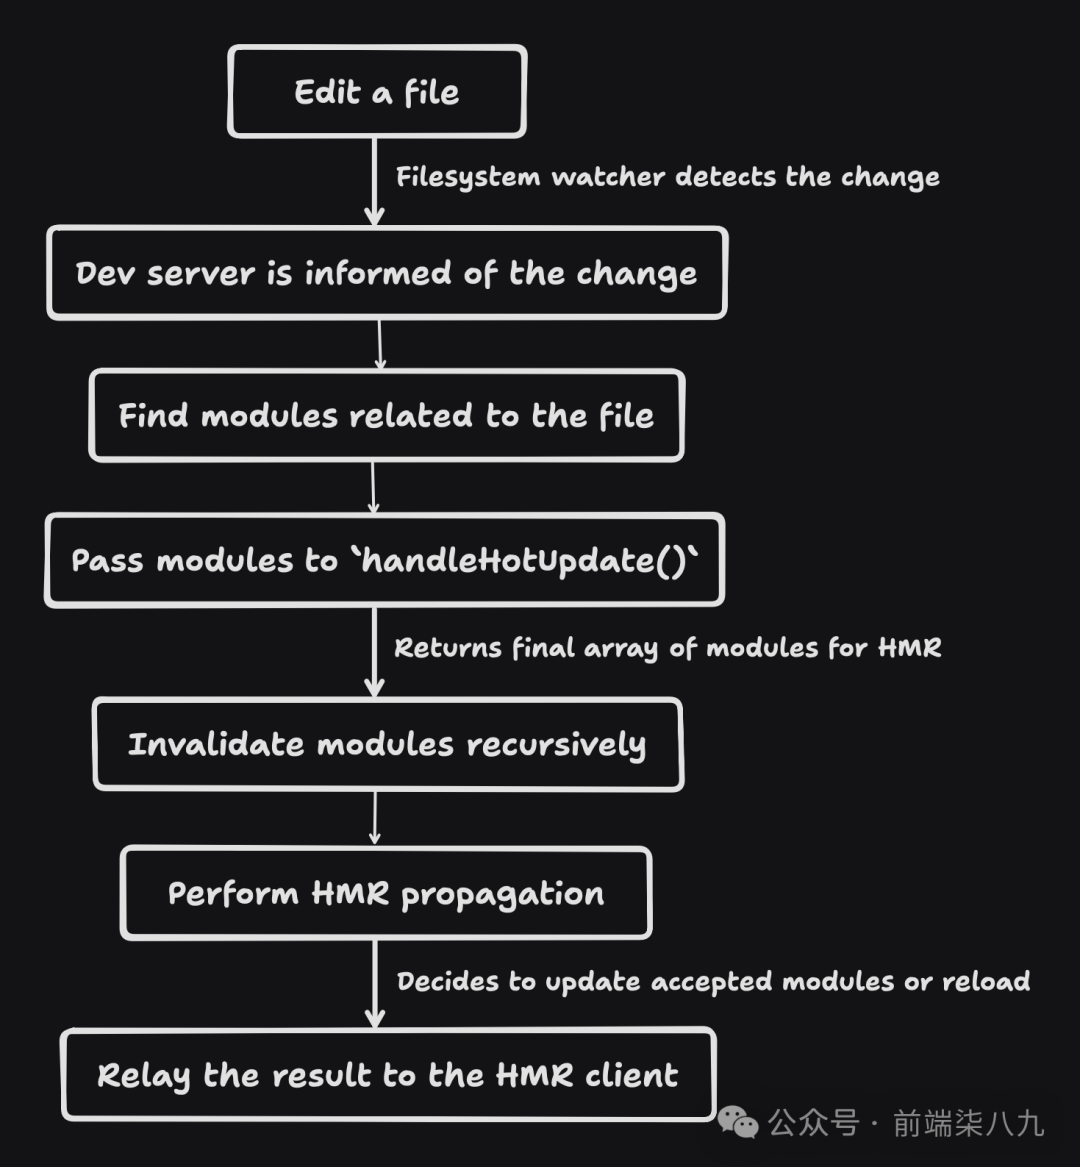 Edit a file
Filesystem watcher detects the change
Dev server is informed of the change
Find modules related to the file
Pass modules to `handleHotUpdate()`
Returns final array of modules for HMR
Invalidate modules recursively
Perform HMR propagation
Decides to update accepted modules or reload
Relay the result to the HMR client
公众号 · 前端柒八九